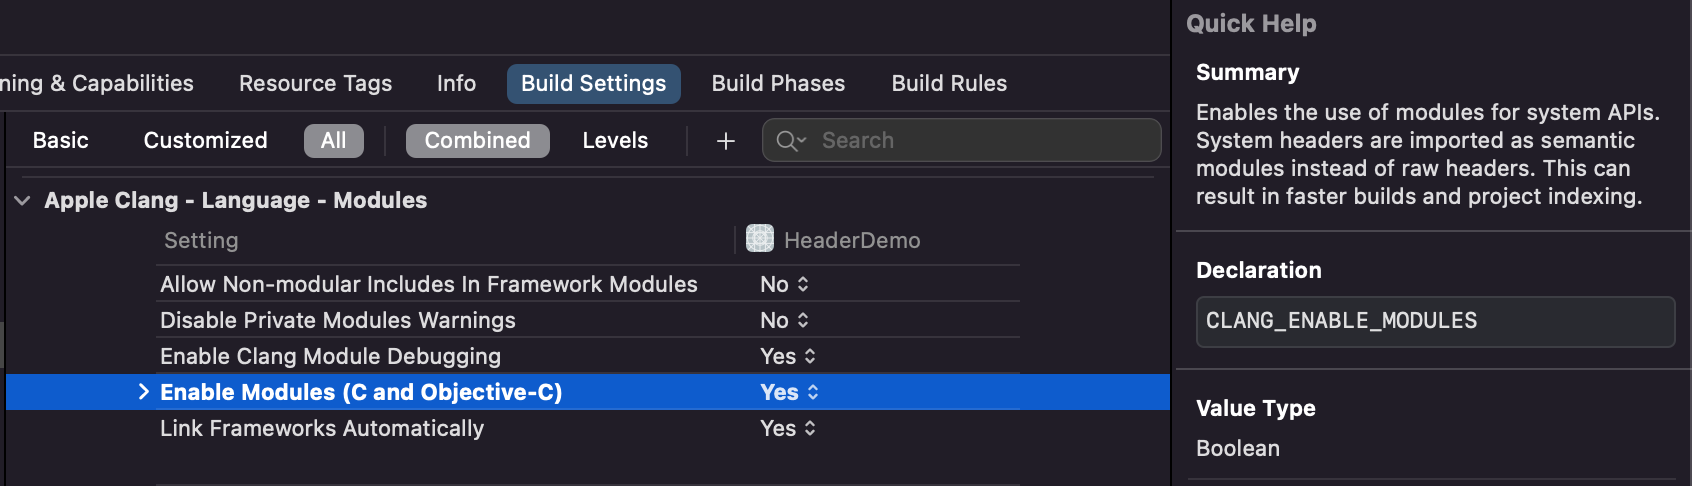 ning & Capabilities Resource Tags Info Build Settings Build Phases Build Rules
Basic Customized All Combined Levels + Search
Apple Clang - Language - Modules
Setting HeaderDemo
Allow Non-modular Includes In Framework Modules No
Disable Private Modules Warnings No
Enable Clang Module Debugging Yes
Enable Modules (C and Objective-C) Yes
Link Frameworks Automatically Yes
Quick Help
Summary
Enables the use of modules for system APIs.
System headers are imported as semantic
modules instead of raw headers. This can
result in faster builds and project indexing.
Declaration
CLANG_ENABLE_MODULES
Value Type
Boolean